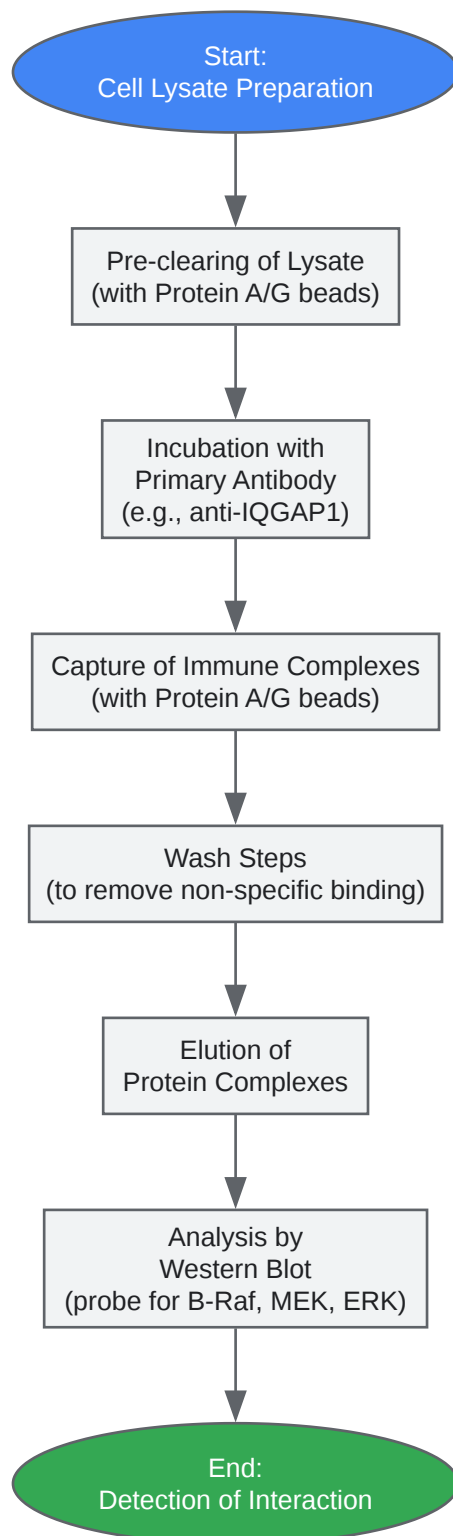 Start:
Cell Lysate Preparation
Pre-clearing of Lysate
(with Protein A/G beads)
Incubation with
Primary Antibody
(e.g., anti-IQGAP1)
Capture of Immune Complexes
(with Protein A/G beads)
Wash Steps
(to remove non-specific binding)
Elution of
Protein Complexes
Analysis by
Western Blot
(probe for B-Raf, MEK, ERK)
End:
Detection of Interaction